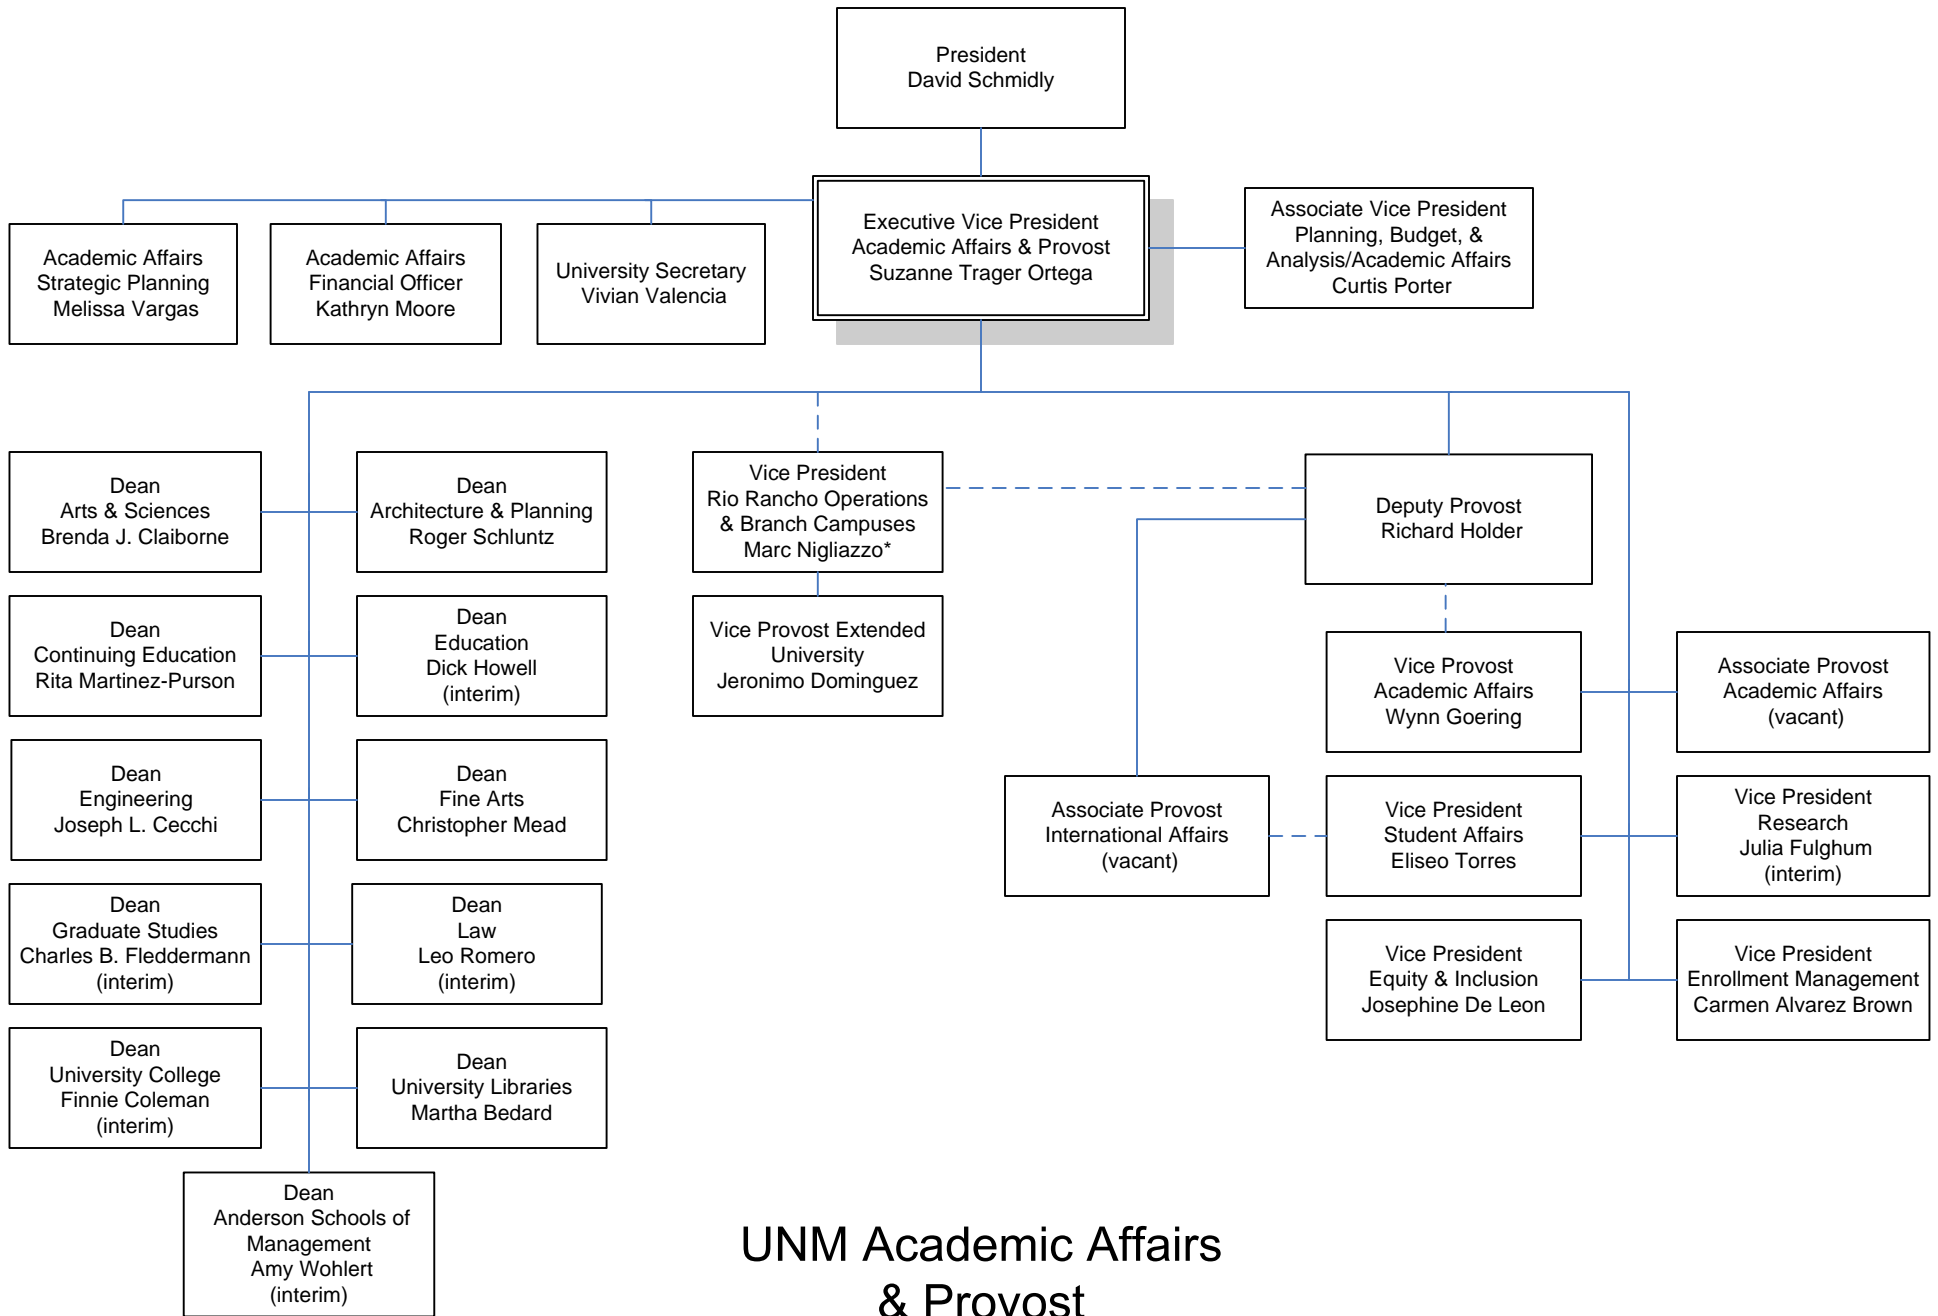 President
David Schmidly
Executive Vice President
Academic Affairs & Provost
Suzanne Trager Ortega
Associate Vice President
Planning, Budget, &
Analysis/Academic Affairs
Curtis Porter
Academic Affairs
Strategic Planning
Melissa Vargas
Academic Affairs
Financial Officer
Kathryn Moore
University Secretary
Vivian Valencia
Dean
Arts & Sciences
Brenda J. Claiborne
Dean
Architecture & Planning
Roger Schluntz
Vice President
Rio Rancho Operations
& Branch Campuses
Marc Nigliazzo*
Deputy Provost
Richard Holder
Dean
Continuing Education
Rita Martinez-Purson
Dean
Education
Dick Howell
(interim)
Vice Provost Extended
University
Jeronimo Dominguez
Vice Provost
Academic Affairs
Wynn Goering
Associate Provost
Academic Affairs
(vacant)
Dean
Engineering
Joseph L. Cecchi
Dean
Fine Arts
Christopher Mead
Associate Provost
International Affairs
(vacant)
Vice President
Student Affairs
Eliseo Torres
Vice President
Research
Julia Fulghum
(interim)
Dean
Graduate Studies
Charles B. Fleddermann
(interim)
Dean
Law
Leo Romero
(interim)
Vice President
Equity & Inclusion
Josephine De Leon
Vice President
Enrollment Management
Carmen Alvarez Brown
Dean
University College
Finnie Coleman
(interim)
Dean
University Libraries
Martha Bedard
Dean
Anderson Schools of
Management
Amy Wohlert
(interim)
UNM Academic Affairs
& Provost